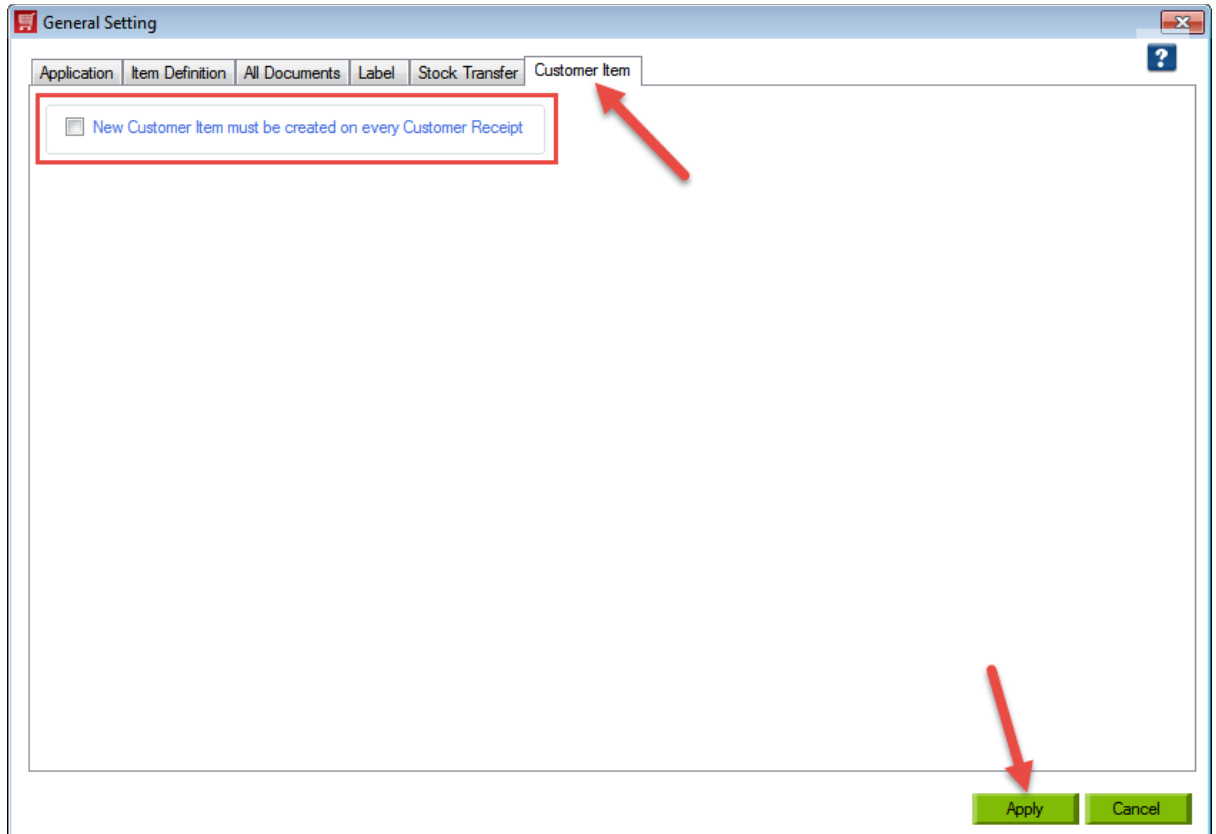 General Setting
?
Application Item Definition All Documents Label Stock Transfer Customer Item
New Customer Item must be created on every Customer Receipt
Apply Cancel